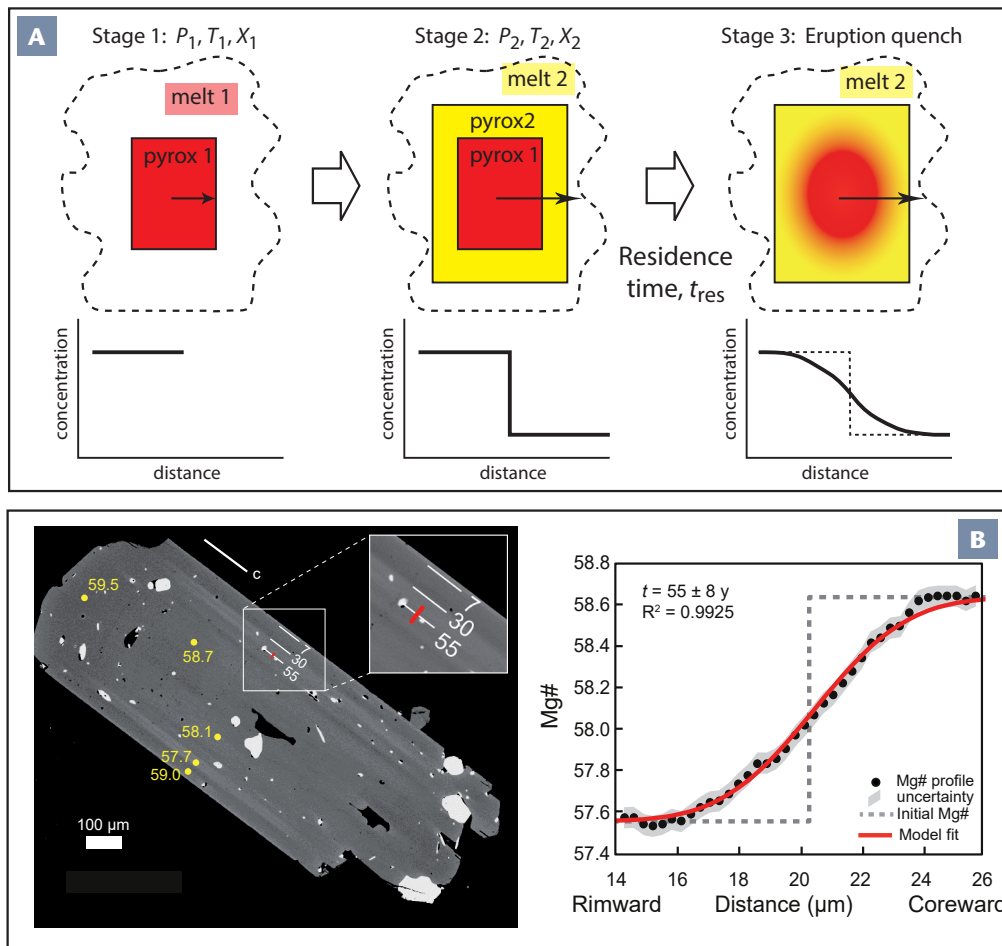 A
Stage 1: P1, T1, X1
Stage 2: P2, T2, X2
Stage 3: Eruption quench
melt 1
melt 2
melt 2
pyrox 1
pyrox2
pyrox 1
Residence
time, tres
concentration
distance
concentration
distance
concentration
distance
B
c
59.5
58.7
58.1
57.7
59.0
7
30
55
7
30
55
100 µm
t = 55 ± 8 y
R² = 0.9925
Mg#
58.8
58.6
58.4
58.2
58.0
57.8
57.6
57.4
Mg# profile
uncertainty
Initial Mg#
Model fit
14 16 18 20 22 24 26
Rimward Distance (µm) Coreward